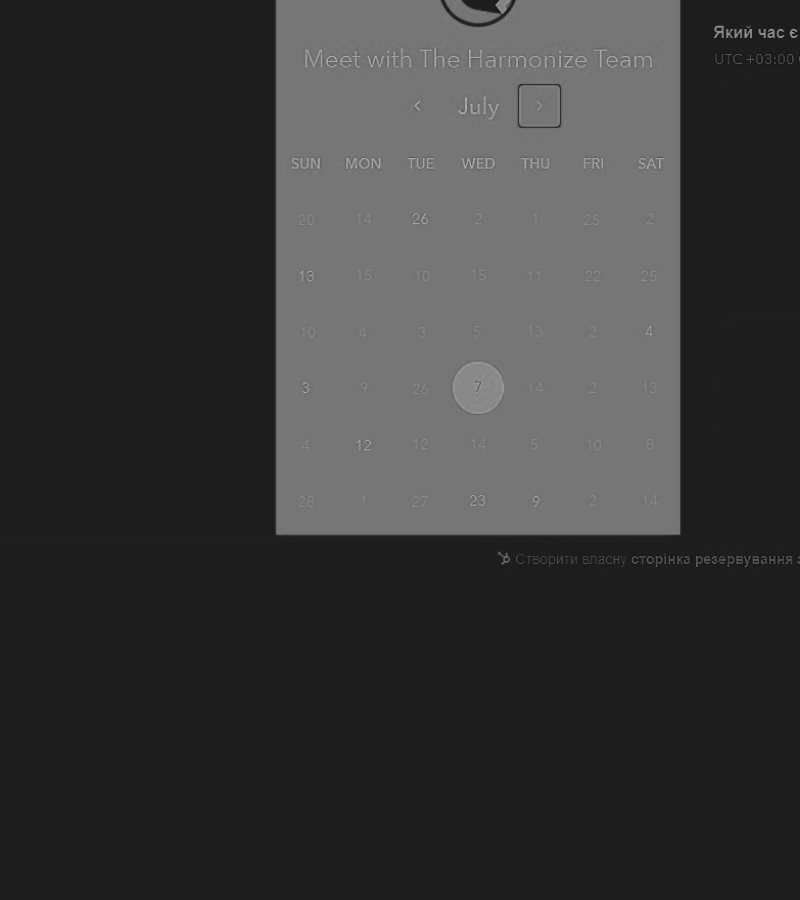 Який час є
UTC +03:00
Meet with The Harmonize Team
July
SUN MON TUE WED THU FRI SAT
20 14 26 2 1 25 2
13 15 10 15 11 22 25
10 4 3 5 13 2 4
3 9 26 7 14 2 13
4 12 12 14 5 10 8
28 1 27 23 9 2 14
Створити власну сторінка резервування з